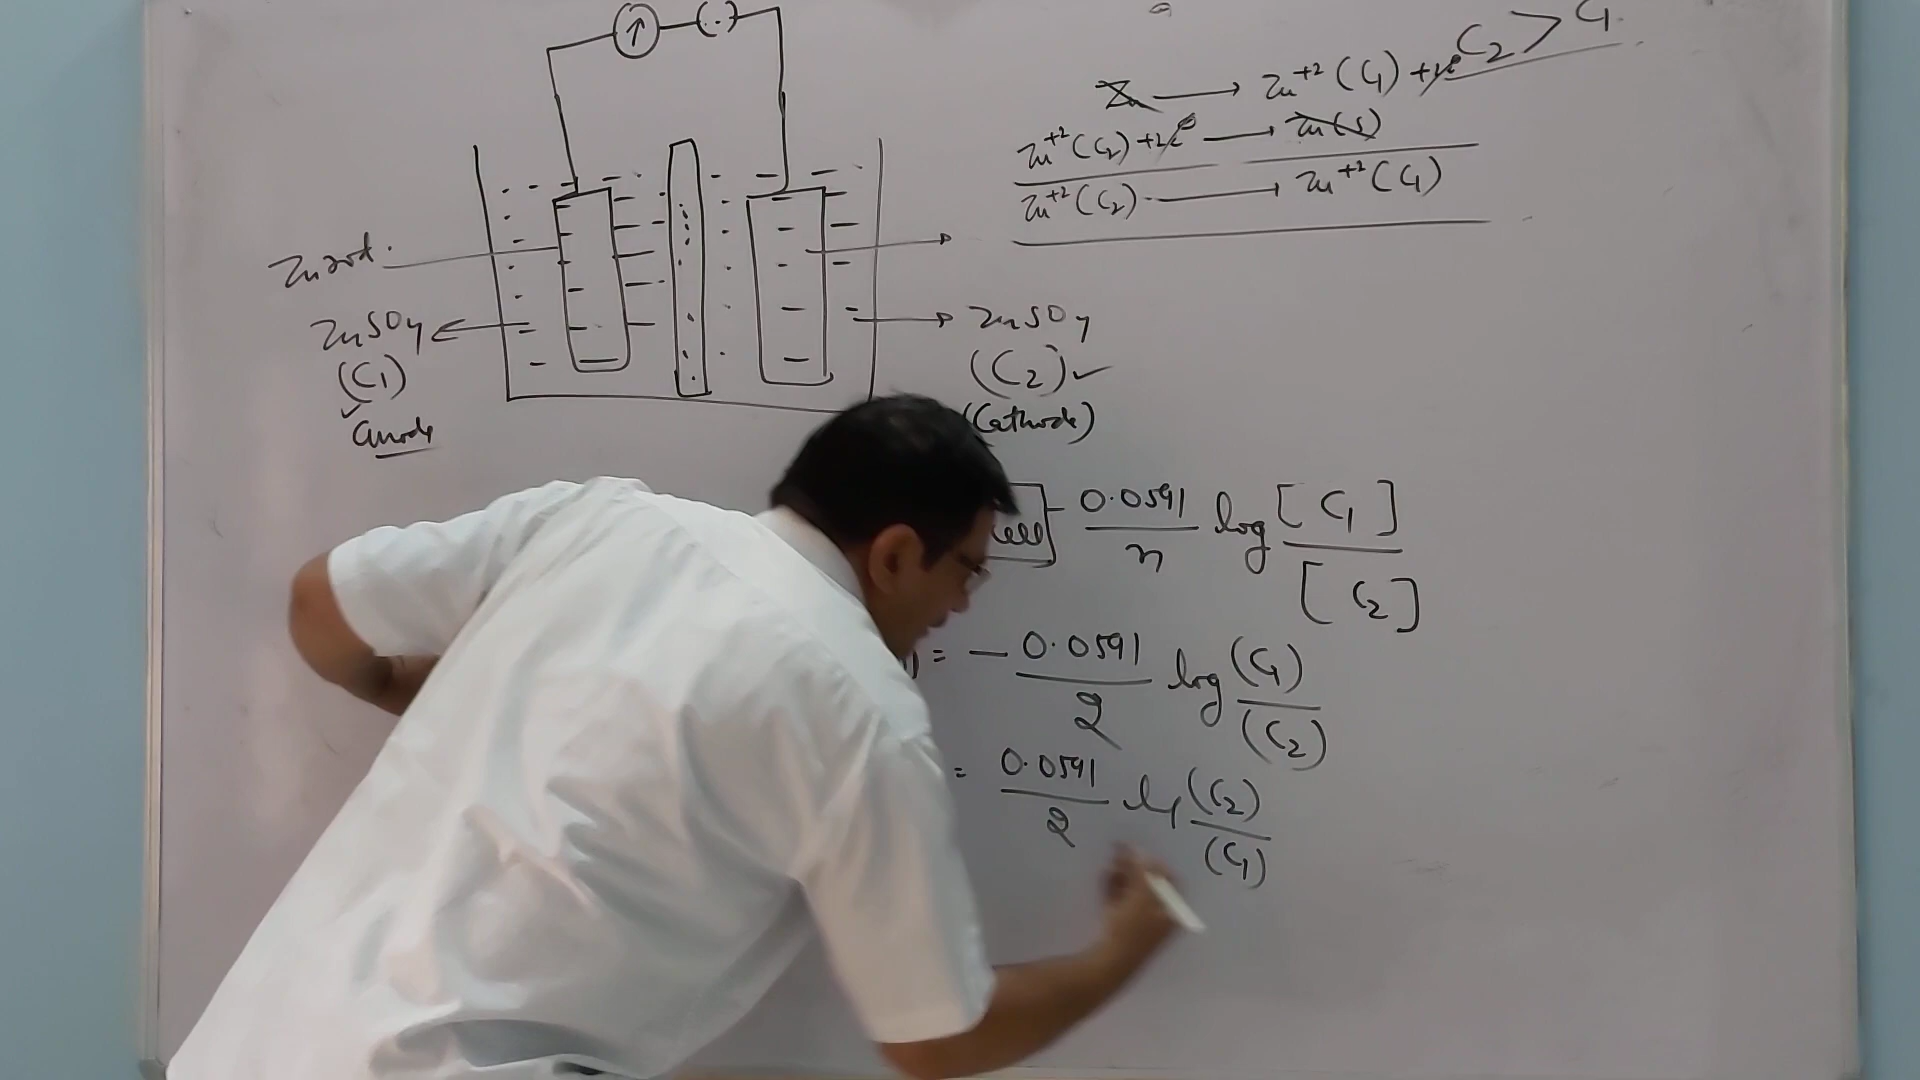 C₂ > C₁
Zn → Zn⁺² (C₁) + 2e
Zn⁺² (C₂) + 2e → Zn(s)
Zn⁺² (C₂) → Zn⁺² (C₁)
Zn rod.
ZnSO₄
(C₁)
✓
anode
ZnSO₄
(C₂) ✓
(Cathode)
cell - 0.0591/n log [C₁]/[C₂]
= - 0.0591/2 log (C₁)/(C₂)
= 0.0591/2 log (C₂)/(C₁)